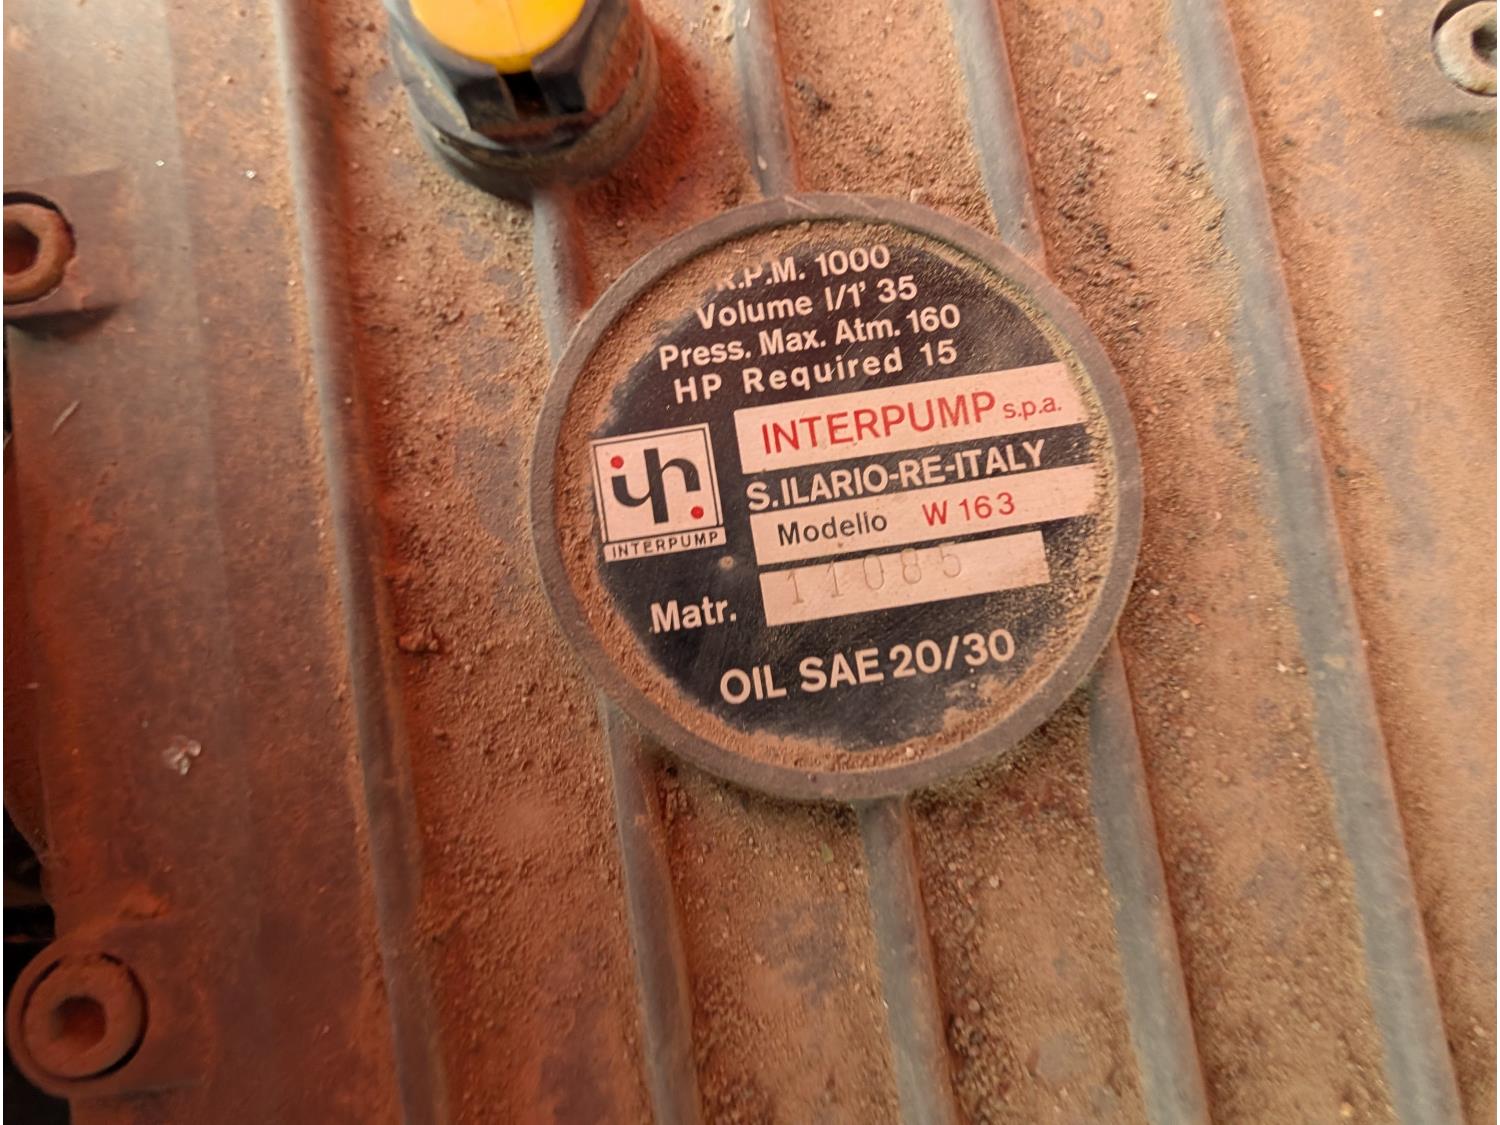 R.P.M. 1000
Volume l/1' 35
Press. Max. Atm. 160
HP Required 15
INTERPUMP s.p.a.
S.ILARIO-RE-ITALY
Modello W 163
INTERPUMP
Matr. 11085
OIL SAE 20/30
22